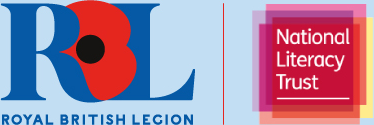 RBL
ROYAL BRITISH LEGION
National
Literacy
Trust